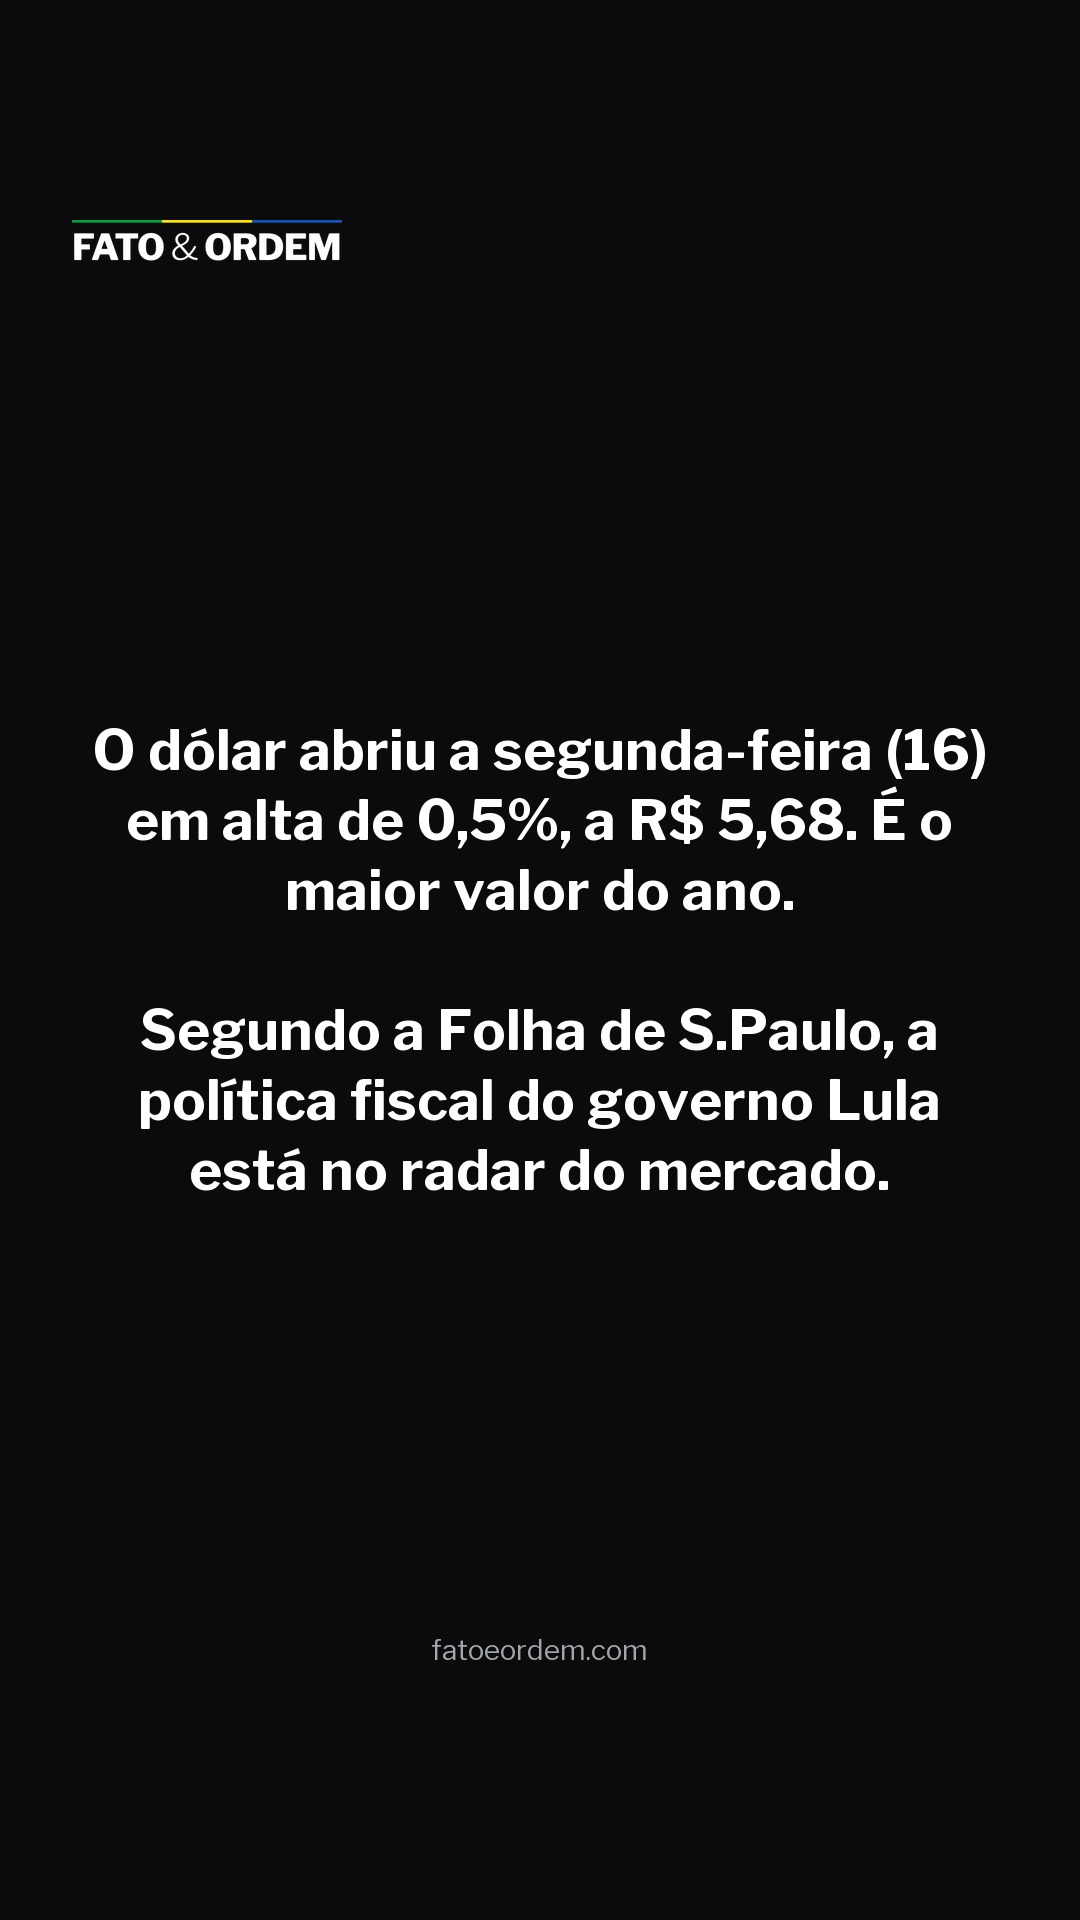 FATO & ORDEM
O dólar abriu a segunda-feira (16)
em alta de 0,5%, a R$ 5,68. É o
maior valor do ano.
Segundo a Folha de S.Paulo, a
política fiscal do governo Lula
está no radar do mercado.
fatoeordem.com